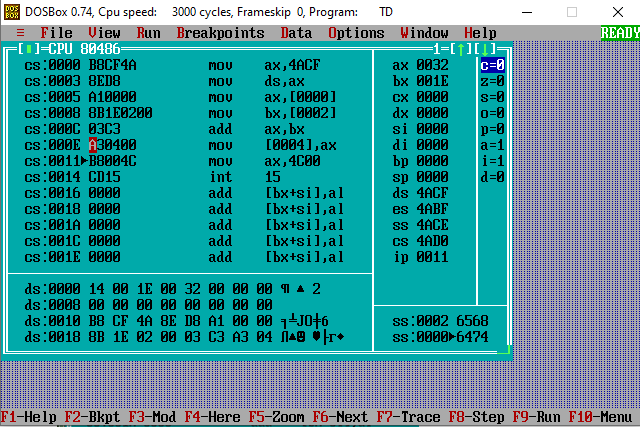 DOSBox 0.74, Cpu speed: 3000 cycles, Frameskip 0, Program: TD
≡ File View Run Breakpoints Data Options Window Help READY
[▮]=CPU 80486 1=[↑][↓]
cs:0000 B8CF4A mov ax,4ACF ax 0032 c=0
cs:0003 8ED8 mov ds,ax bx 001E z=0
cs:0005 A10000 mov ax,[0000] cx 0000 s=0
cs:0008 8B1E0200 mov bx,[0002] dx 0000 o=0
cs:000C 03C3 add ax,bx si 0000 p=0
cs:000E A30400 mov [0004],ax di 0000 a=1
cs:0011►B8004C mov ax,4C00 bp 0000 i=1
cs:0014 CD15 int 15 sp 0000 d=0
cs:0016 0000 add [bx+si],al ds 4ACF
cs:0018 0000 add [bx+si],al es 4ABF
cs:001A 0000 add [bx+si],al ss 4ACE
cs:001C 0000 add [bx+si],al cs 4AD0
cs:001E 0000 add [bx+si],al ip 0011
ds:0000 14 00 1E 00 32 00 00 00 ¶ ▲ 2
ds:0008 00 00 00 00 00 00 00 00
ds:0010 B8 CF 4A 8E D8 A1 00 00 ╕╧JÄ╪í ss:0002 6568
ds:0018 8B 1E 02 00 03 C3 A3 04 ï▲☻ ♥├ú♦ ss:0000►6474
F1-Help F2-Bkpt F3-Mod F4-Here F5-Zoom F6-Next F7-Trace F8-Step F9-Run F10-Menu